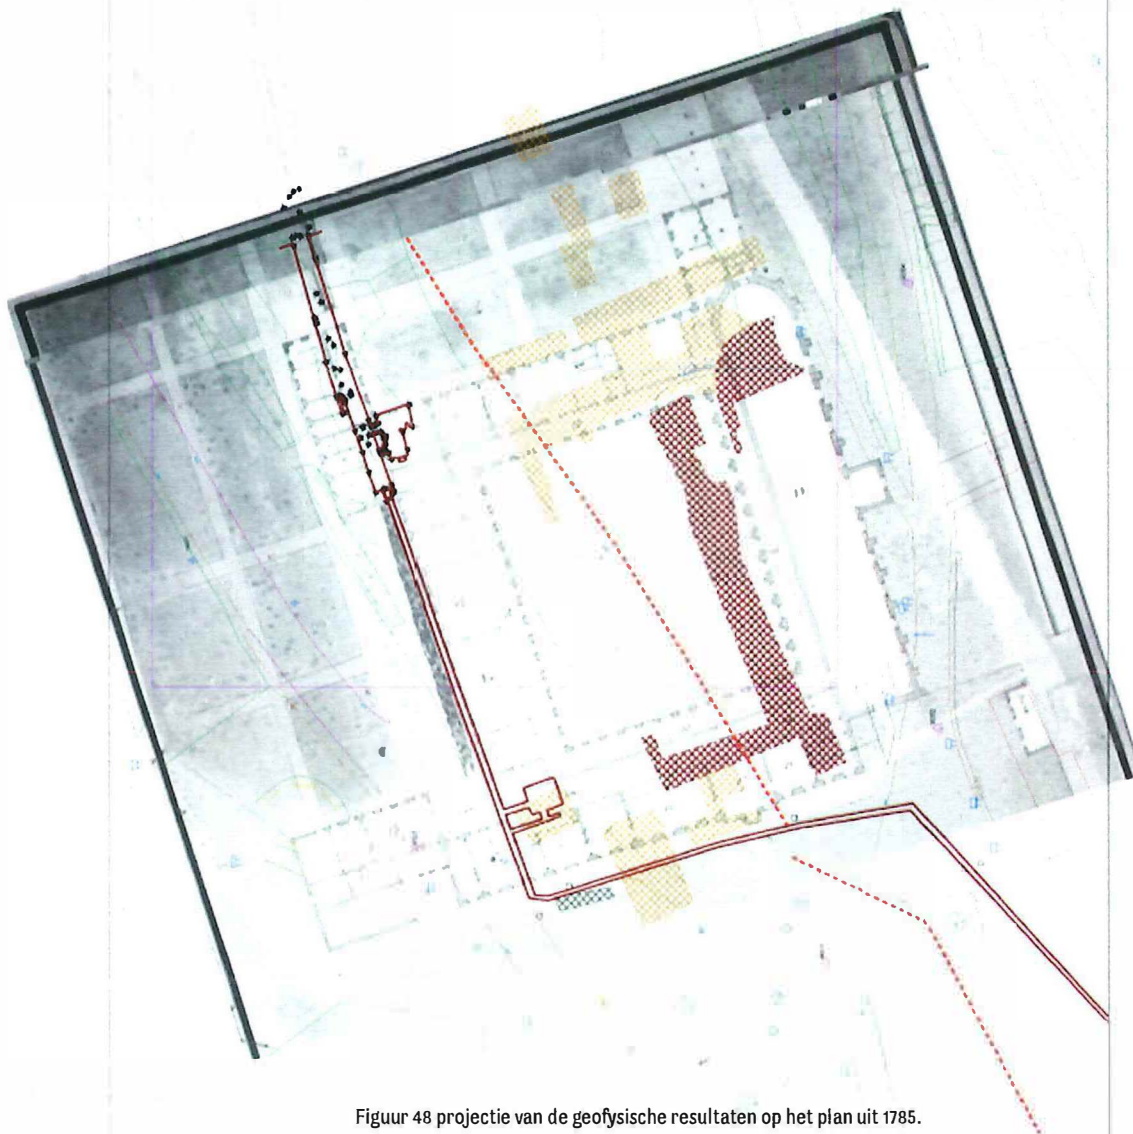 Figuur 48 projectie van de geofysische resultaten op het plan uit 1785.